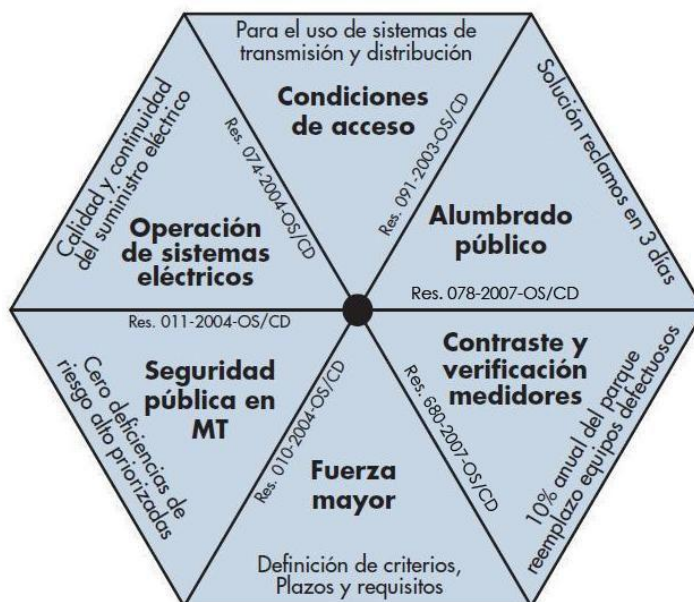 Para el uso de sistemas de
transmisión y distribución
Condiciones
de acceso
Res. 091-2003-OS/CD
Solución reclamos en 3 días
Alumbrado
público
Res. 078-2007-OS/CD
Contraste y
verificación
medidores
10% anual del parque
reemplazo equipos defectuosos
Res. 680-2007-OS/CD
Fuerza
mayor
Definición de criterios,
Plazos y requisitos
Res. 010-2004-OS/CD
Seguridad
pública en
MT
Cero deficiencias de
riesgo alto priorizadas
Res. 011-2004-OS/CD
Operación
de sistemas
eléctricos
Calidad y continuidad
del suministro eléctrico
Res. 074-2004-OS/CD